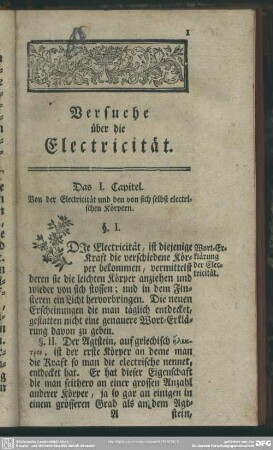 1
Versuche
über die
Electricität.
Das I. Capitel.
Von der Electricität und den von sich selbst electri-
schen Körpern.
§. I.
DIe Electricität, ist diejenige
Kraft die verschiedene Kör-
per bekommen, vermittelst
deren sie die leichten Körper anziehen und
wieder von sich stossen: und in dem Fin-
steren ein Licht hervorbringen. Die neuen
Erscheinungen die man täglich entdecket,
gestatten nicht eine genauere Wort-Erklä-
rung davon zu geben.
Wort-Er-
klärung
der Elec-
tricität.
§. II. Der Agtstein, auf griechisch
ist der erste Körper an deme man
die Kraft so man die electrische nennet,
entdecket hat. Er hat dieser Eigenschaft
die man seithero an einer grossen Anzahl
anderer Körper, ja so gar an eintgen in
einem grösseren Grad als an dem Agt-
A stein,